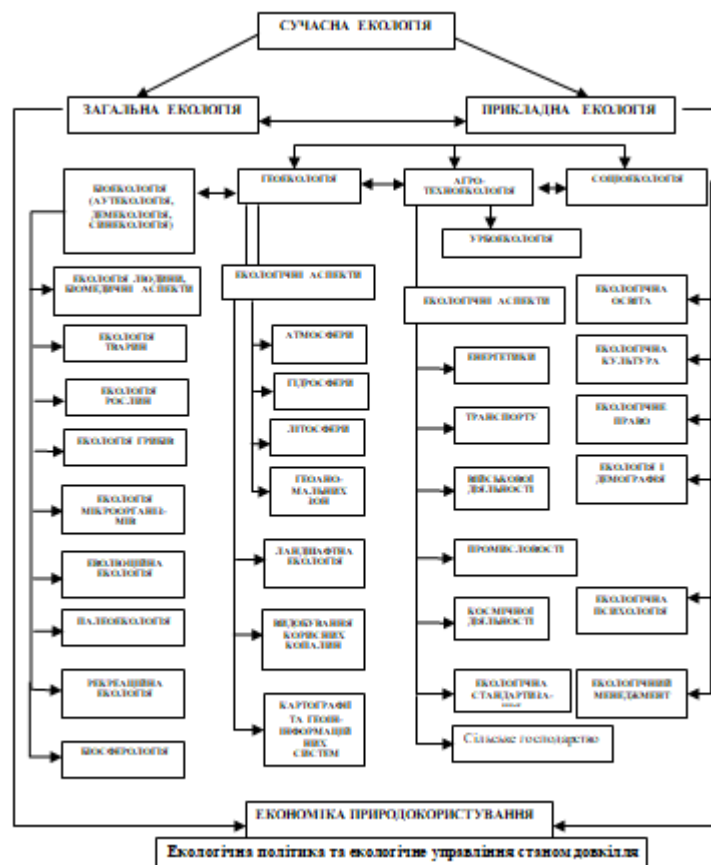 СУЧАСНА ЕКОЛОГІЯ
ЗАГАЛЬНА ЕКОЛОГІЯ
ПРИКЛАДНА ЕКОЛОГІЯ
БІОЕКОЛОГІЯ
(АУТЕКОЛОГІЯ,
ДЕМЕКОЛОГІЯ,
СИНЕКОЛОГІЯ)
ГЕОЕКОЛОГІЯ
АГРО-
ТЕХНОЕКОЛОГІЯ
СОЦІОЕКОЛОГІЯ
УРБОЕКОЛОГІЯ
ЕКОЛОГІЯ ЛЮДИНИ,
БІОМЕДИЧНІ АСПЕКТИ
ЕКОЛОГІЯ
ТВАРИН
ЕКОЛОГІЯ
РОСЛИН
ЕКОЛОГІЯ ГРИБІВ
ЕКОЛОГІЯ
МІКРООРГАНІЗ-
МІВ
ЕВОЛЮЦІЙНА
ЕКОЛОГІЯ
ПАЛЕОЕКОЛОГІЯ
РЕКРЕАЦІЙНА
ЕКОЛОГІЯ
БІОСФЕРОЛОГІЯ
ЕКОЛОГІЧНІ АСПЕКТИ
АТМОСФЕРИ
ГІДРОСФЕРИ
ЛІТОСФЕРИ
ГЕОАНО-
МАЛЬНИХ
ЗОН
ЛАНДШАФТНА
ЕКОЛОГІЯ
ВИДОБУВАННЯ
КОРИСНИХ
КОПАЛИН
КАРТОГРАФІЇ
ТА ГЕОІН-
ІНФОРМАЦІЙ
НИХ
СИСТЕМ
ЕКОЛОГІЧНІ АСПЕКТИ
ЕНЕРГЕТИКИ
ТРАНСПОРТУ
ВІЙСЬКОВОЇ
ДІЯЛЬНОСТІ
ПРОМИСЛОВОСТІ
КОСМІЧНОЇ
ДІЯЛЬНОСТІ
ЕКОЛОГІЧНА
СТАНДАРТИЗА-
Сільське господарство
ЕКОЛОГІЧНА
ОСВІТА
ЕКОЛОГІЧНА
КУЛЬТУРА
ЕКОЛОГІЧНЕ
ПРАВО
ЕКОЛОГІЯ І
ДЕМОГРАФІЯ
ЕКОЛОГІЧНА
ПСИХОЛОГІЯ
ЕКОЛОГІЧНИЙ
МЕНЕДЖМЕНТ
ЕКОНОМІКА ПРИРОДОКОРИСТУВАННЯ
Екологічна політика та екологічне управління станом довкілля